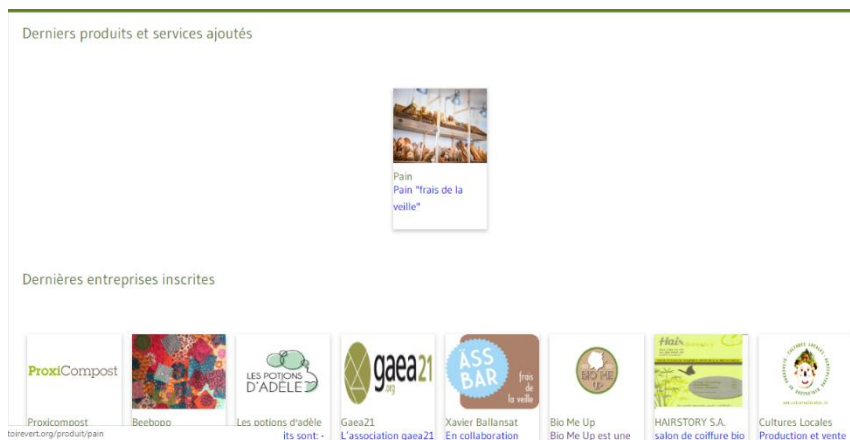 Derniers produits et services ajoutés
Pain
Pain "frais de la
veille"
Dernières entreprises inscrites
ProxiCompost
LES POTIONS
D'ADÈLE
gaea21
.org
ÄSS
BAR
frais
de
la veille
BIO ME
UP
Hair
Proxicompost
Beebopo
Les potions d'adèle
its sont: -
Gaea21
L'association gaea21
Xavier Ballansat
En collaboration
Bio Me Up
Bio Me Up est une
HAIRSTORY S.A.
salon de coiffure bio
Cultures Locales
Production et vente
toirevert.org/produit/pain